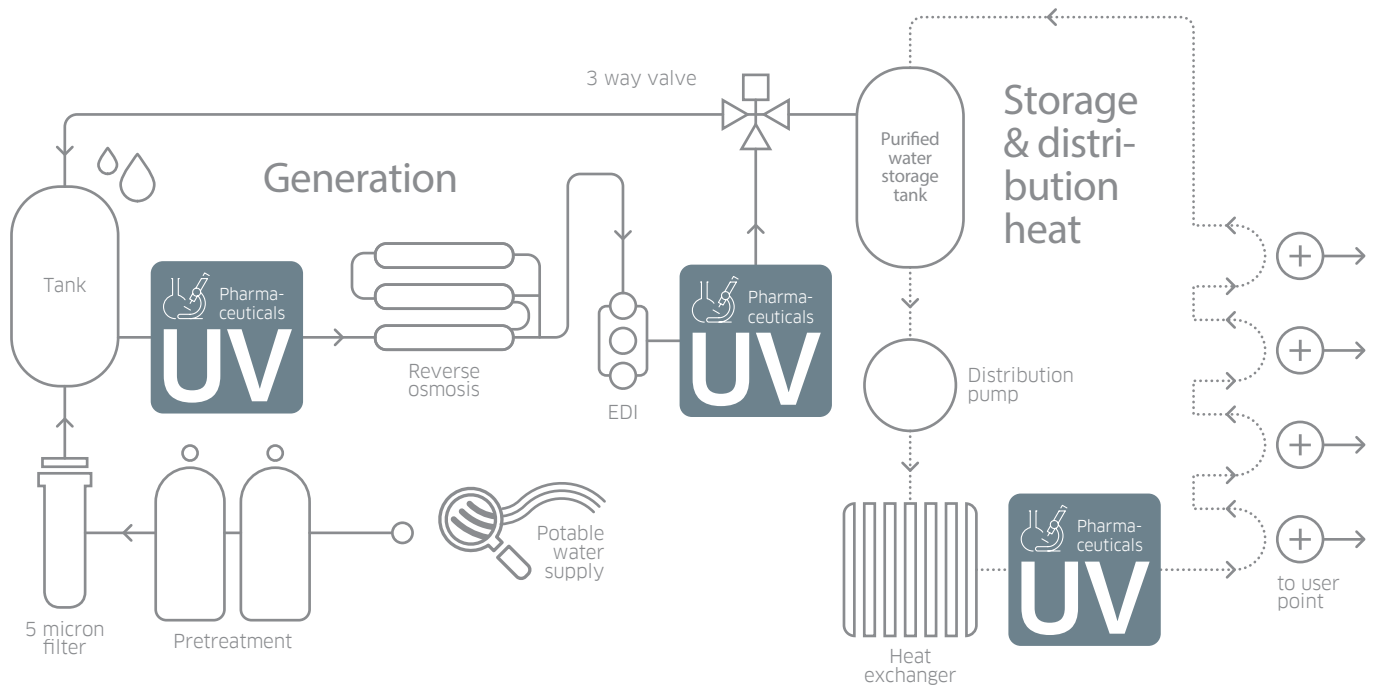 3 way valve
Storage
& distri-
bution
heat
Purified
water
storage
tank
Generation
Tank
Pharma-
ceuticals
UV
Reverse
osmosis
EDI
Pharma-
ceuticals
UV
Distribution
pump
Potable
water
supply
5 micron
filter
Pretreatment
Heat
exchanger
Pharma-
ceuticals
UV
to user
point